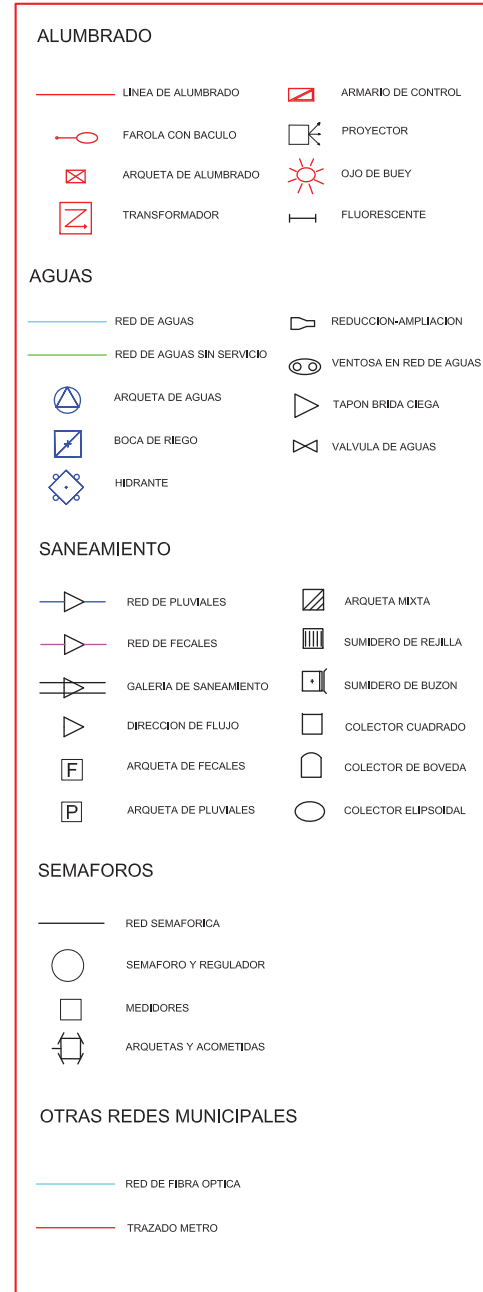 ALUMBRADO
LINEA DE ALUMBRADO
ARMARIO DE CONTROL
FAROLA CON BACULO
PROYECTOR
ARQUETA DE ALUMBRADO
OJO DE BUEY
TRANSFORMADOR
FLUORESCENTE
AGUAS
RED DE AGUAS
REDUCCION-AMPLIACION
RED DE AGUAS SIN SERVICIO
VENTOSA EN RED DE AGUAS
ARQUETA DE AGUAS
TAPON BRIDA CIEGA
BOCA DE RIEGO
VALVULA DE AGUAS
HIDRANTE
SANEAMIENTO
RED DE PLUVIALES
ARQUETA MIXTA
RED DE FECALES
SUMIDERO DE REJILLA
GALERIA DE SANEAMIENTO
SUMIDERO DE BUZON
DIRECCION DE FLUJO
COLECTOR CUADRADO
F ARQUETA DE FECALES
COLECTOR DE BOVEDA
P ARQUETA DE PLUVIALES
COLECTOR ELIPSOIDAL
SEMAFOROS
RED SEMAFORICA
SEMAFORO Y REGULADOR
MEDIDORES
ARQUETAS Y ACOMETIDAS
OTRAS REDES MUNICIPALES
RED DE FIBRA OPTICA
TRAZADO METRO